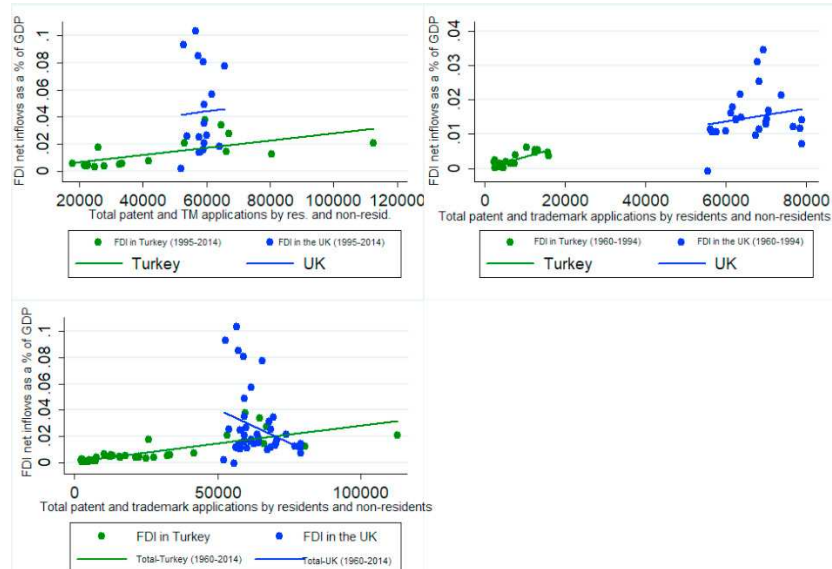 FDI net inflows as a % of GDP
0 .02 .04 .06 .08 .1
20000 40000 60000 80000 100000 120000
Total patent and TM applications by res. and non-resid.
FDI in Turkey (1995-2014) FDI in the UK (1995-2014)
Turkey UK
FDI net inflows as a % of GDP
0 .01 .02 .03 .04
0 20000 40000 60000 80000
Total patent and trademark applications by residents and non-residents
FDI in Turkey (1960-1994) FDI in the UK (1960-1994)
Turkey UK
FDI net inflows as a % of GDP
0 .02 .04 .06 .08 .1
0 50000 100000
Total patent and trademark applications by residents and non-residents
FDI in Turkey FDI in the UK
Total-Turkey (1960-2014) Total-UK (1960-2014)